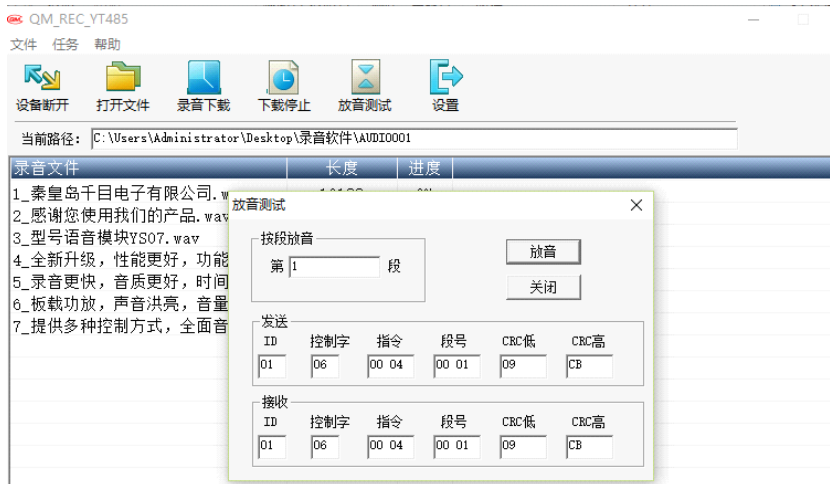 QM_REC_YT485
文件 任务 帮助
设备断开 打开文件 录音下载 下载停止 放音测试 设置
当前路径: C:\Users\Administrator\Desktop\录音软件\AUDIO001
录音文件 长度 进度
1_秦皇岛千目电子有限公司.w
2_感谢您使用我们的产品.wav
3_型号语音模块YS07.wav
4_全新升级，性能更好，功能
5_录音更快，音质更好，时间
6_板载功放，声音洪亮，音量
7_提供多种控制方式，全面音
放音测试
按段放音
第 1 段
放音
关闭
发送
ID 控制字 指令 段号 CRC低 CRC高
01 06 00 04 00 01 09 CB
接收
ID 控制字 指令 段号 CRC低 CRC高
01 06 00 04 00 01 09 CB